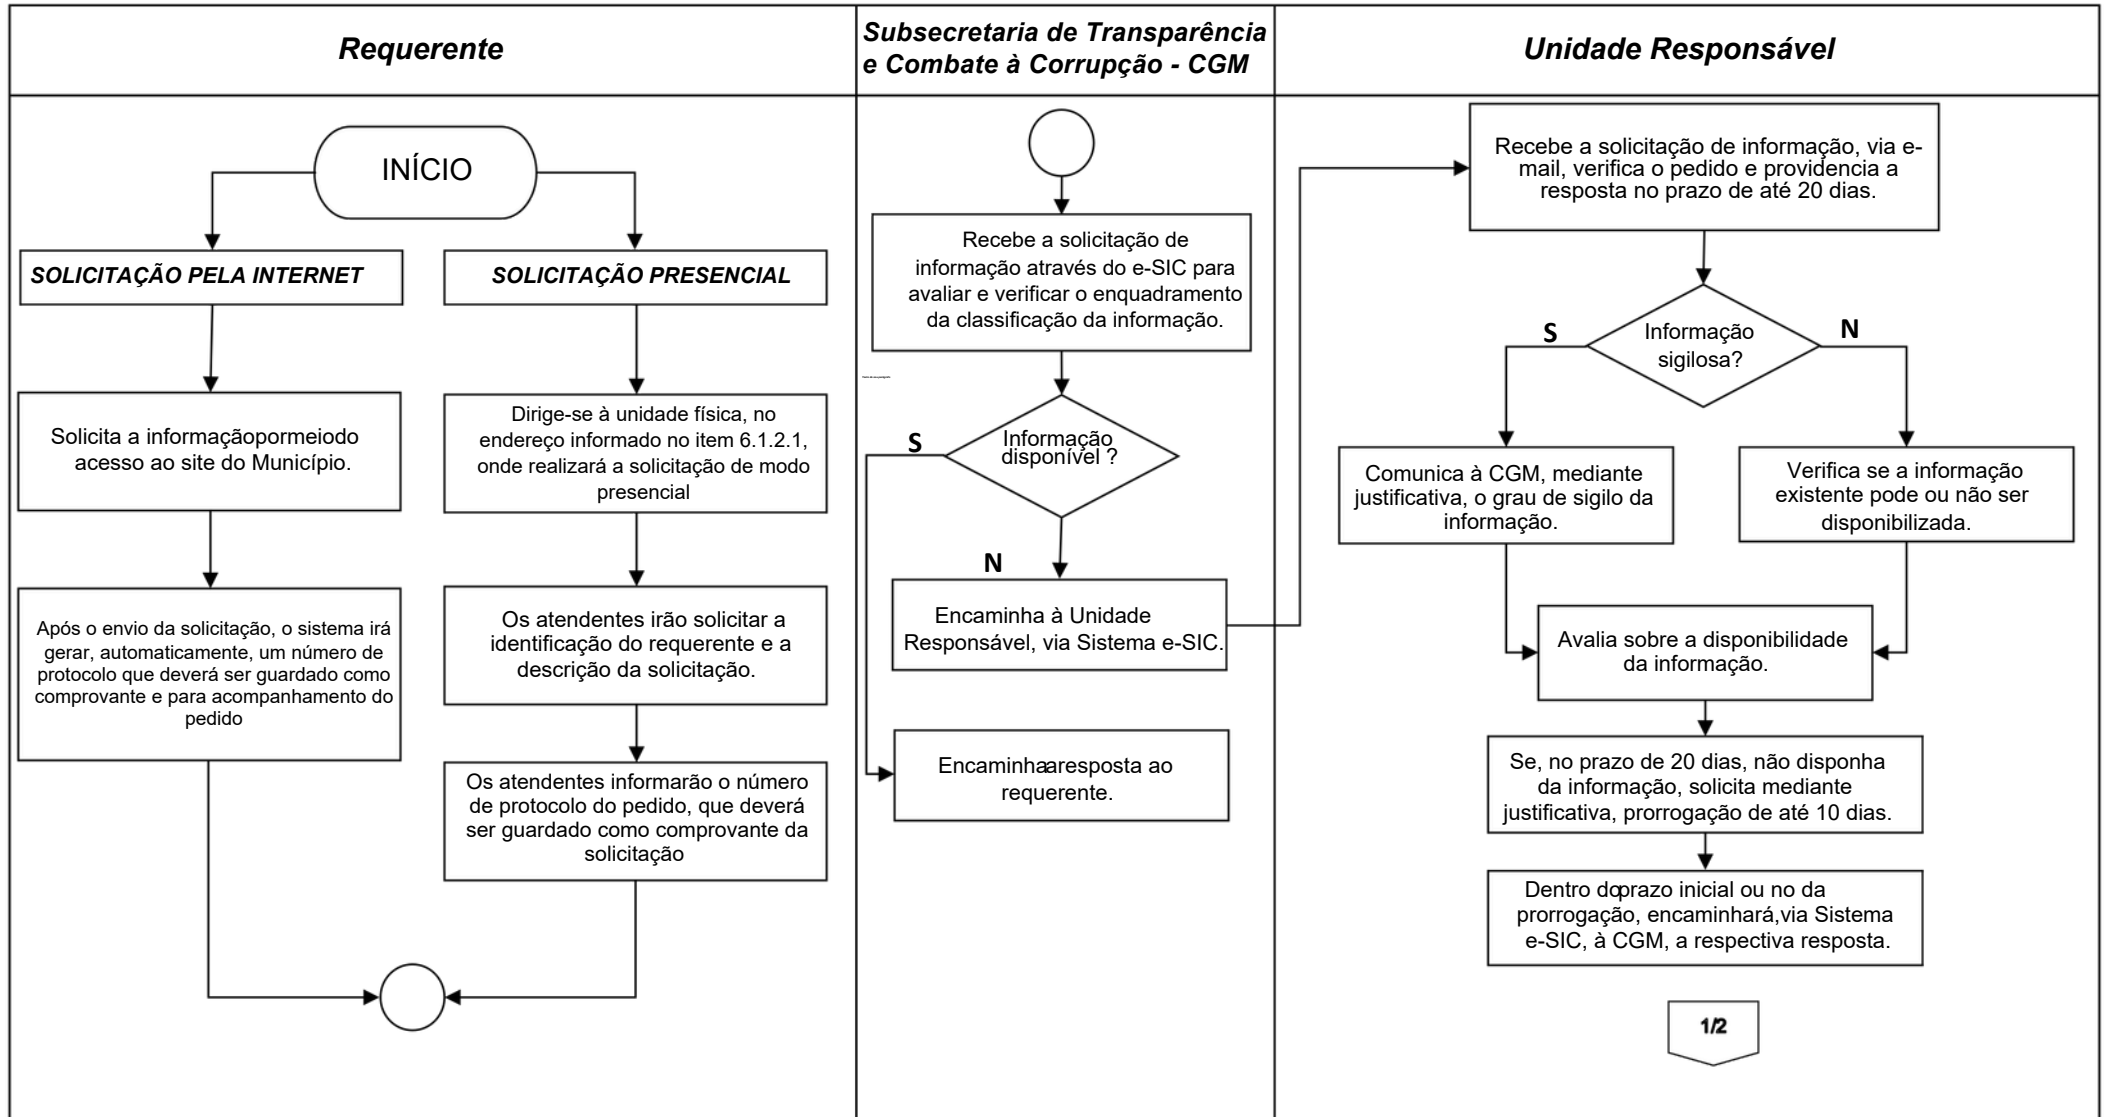 Requerente
Subsecretaria de Transparência
e Combate à Corrupção - CGM
Unidade Responsável
INÍCIO
SOLICITAÇÃO PELA INTERNET
SOLICITAÇÃO PRESENCIAL
Solicita a informaçãopormeiodo
acesso ao site do Município.
Dirige-se à unidade física, no
endereço informado no item 6.1.2.1,
onde realizará a solicitação de modo
presencial
Após o envio da solicitação, o sistema irá
gerar, automaticamente, um número de
protocolo que deverá ser guardado como
comprovante e para acompanhamento do
pedido
Os atendentes irão solicitar a
identificação do requerente e a
descrição da solicitação.
Os atendentes informarão o número
de protocolo do pedido, que deverá
ser guardado como comprovante da
solicitação
Recebe a solicitação de
informação através do e-SIC para
avaliar e verificar o enquadramento
da classificação da informação.
Informação
disponível ?
S
N
Encaminha à Unidade
Responsável, via Sistema e-SIC.
Encaminhaaresposta ao
requerente.
Recebe a solicitação de informação, via e-
mail, verifica o pedido e providencia a
resposta no prazo de até 20 dias.
Informação
sigilosa?
S
N
Comunica à CGM, mediante
justificativa, o grau de sigilo da
informação.
Verifica se a informação
existente pode ou não ser
disponibilizada.
Avalia sobre a disponibilidade
da informação.
Se, no prazo de 20 dias, não disponha
da informação, solicita mediante
justificativa, prorrogação de até 10 dias.
Dentro doprazo inicial ou no da
prorrogação, encaminhará,via Sistema
e-SIC, à CGM, a respectiva resposta.
1/2